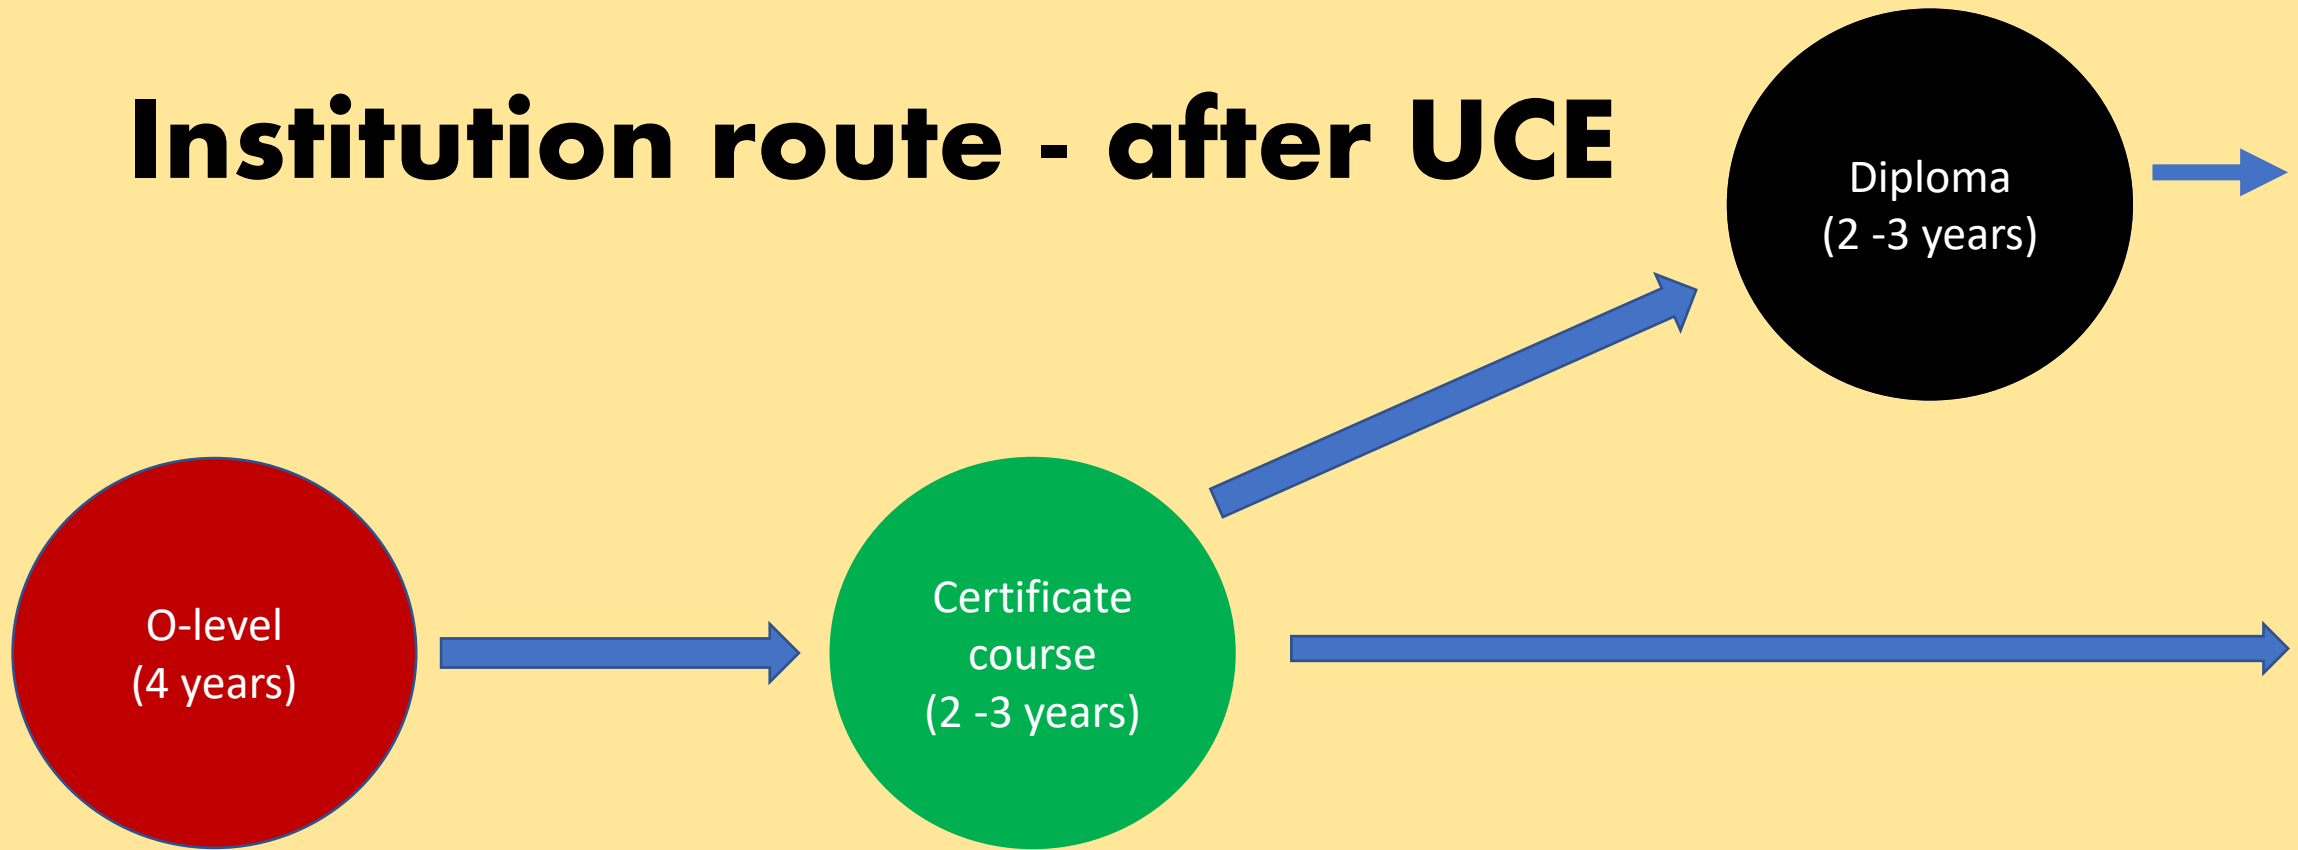 Institution route - after UCE
Diploma
(2 -3 years)
O-level
(4 years)
Certificate
course
(2 -3 years)